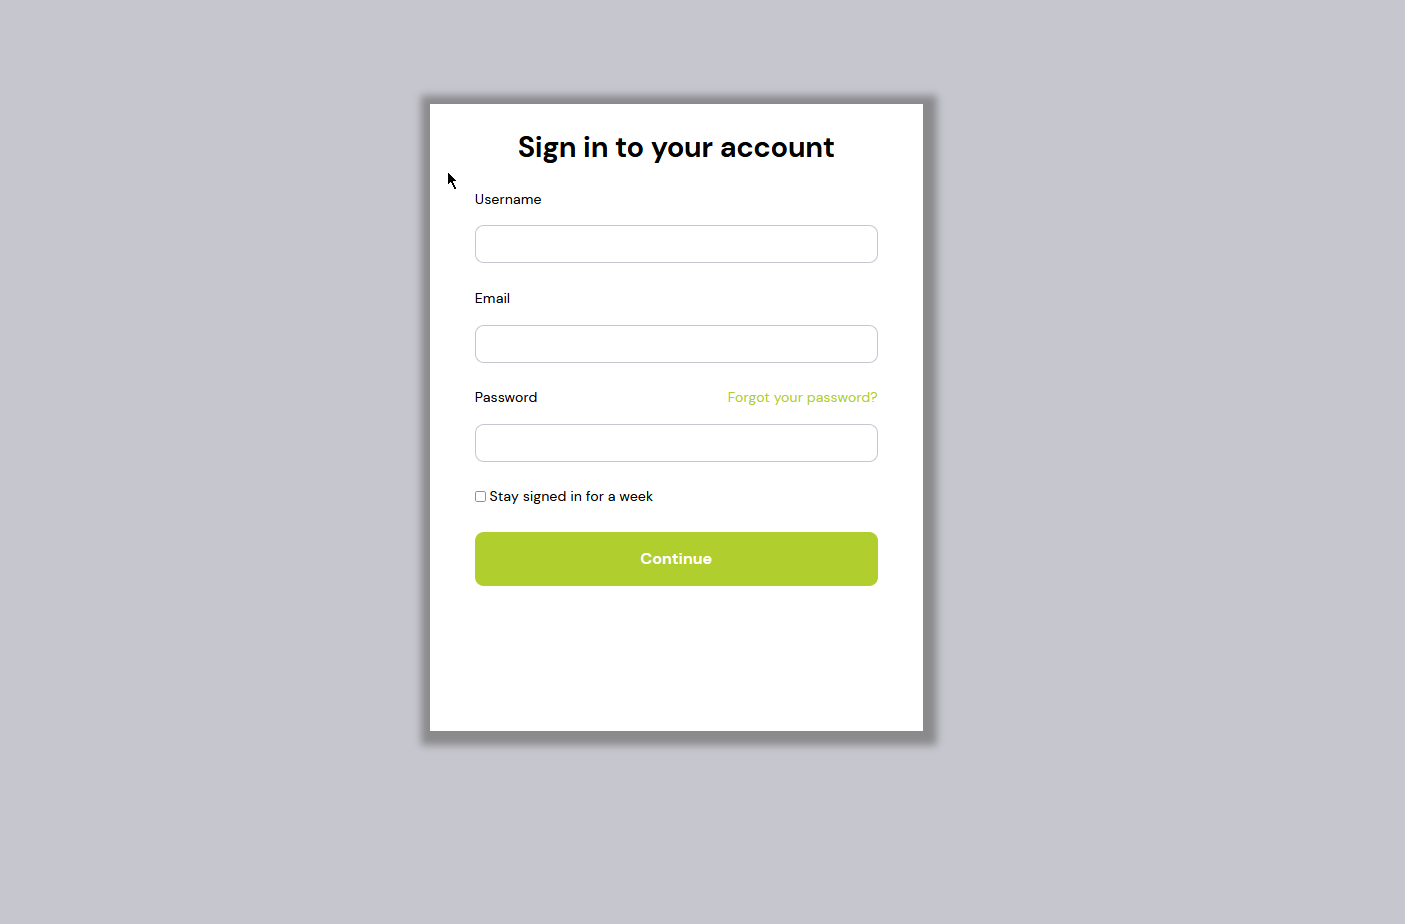 Sign in to your account
Username
Email
Password Forgot your password?
Stay signed in for a week
Continue